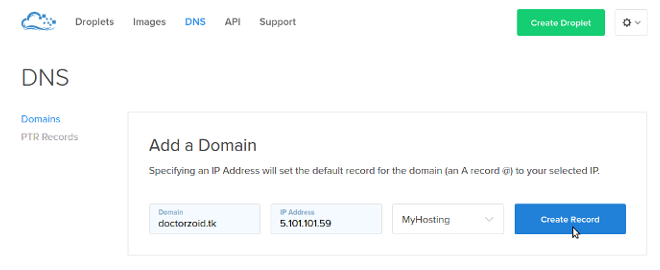 Droplets Images DNS API Support Create Droplet
DNS
Domains
PTR Records
Add a Domain
Specifying an IP Address will set the default record for the domain (an A record @) to your selected IP.
Domain
doctorzoid.tk
IP Address
5.101.101.59
MyHosting
Create Record